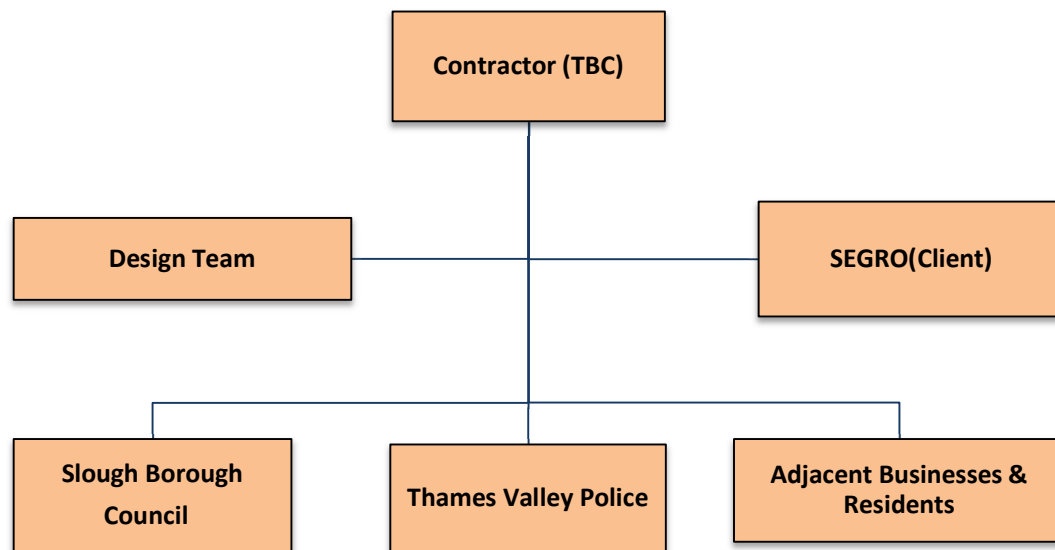 Contractor (TBC)
Design Team
SEGRO(Client)
Slough Borough
Council
Thames Valley Police
Adjacent Businesses &
Residents